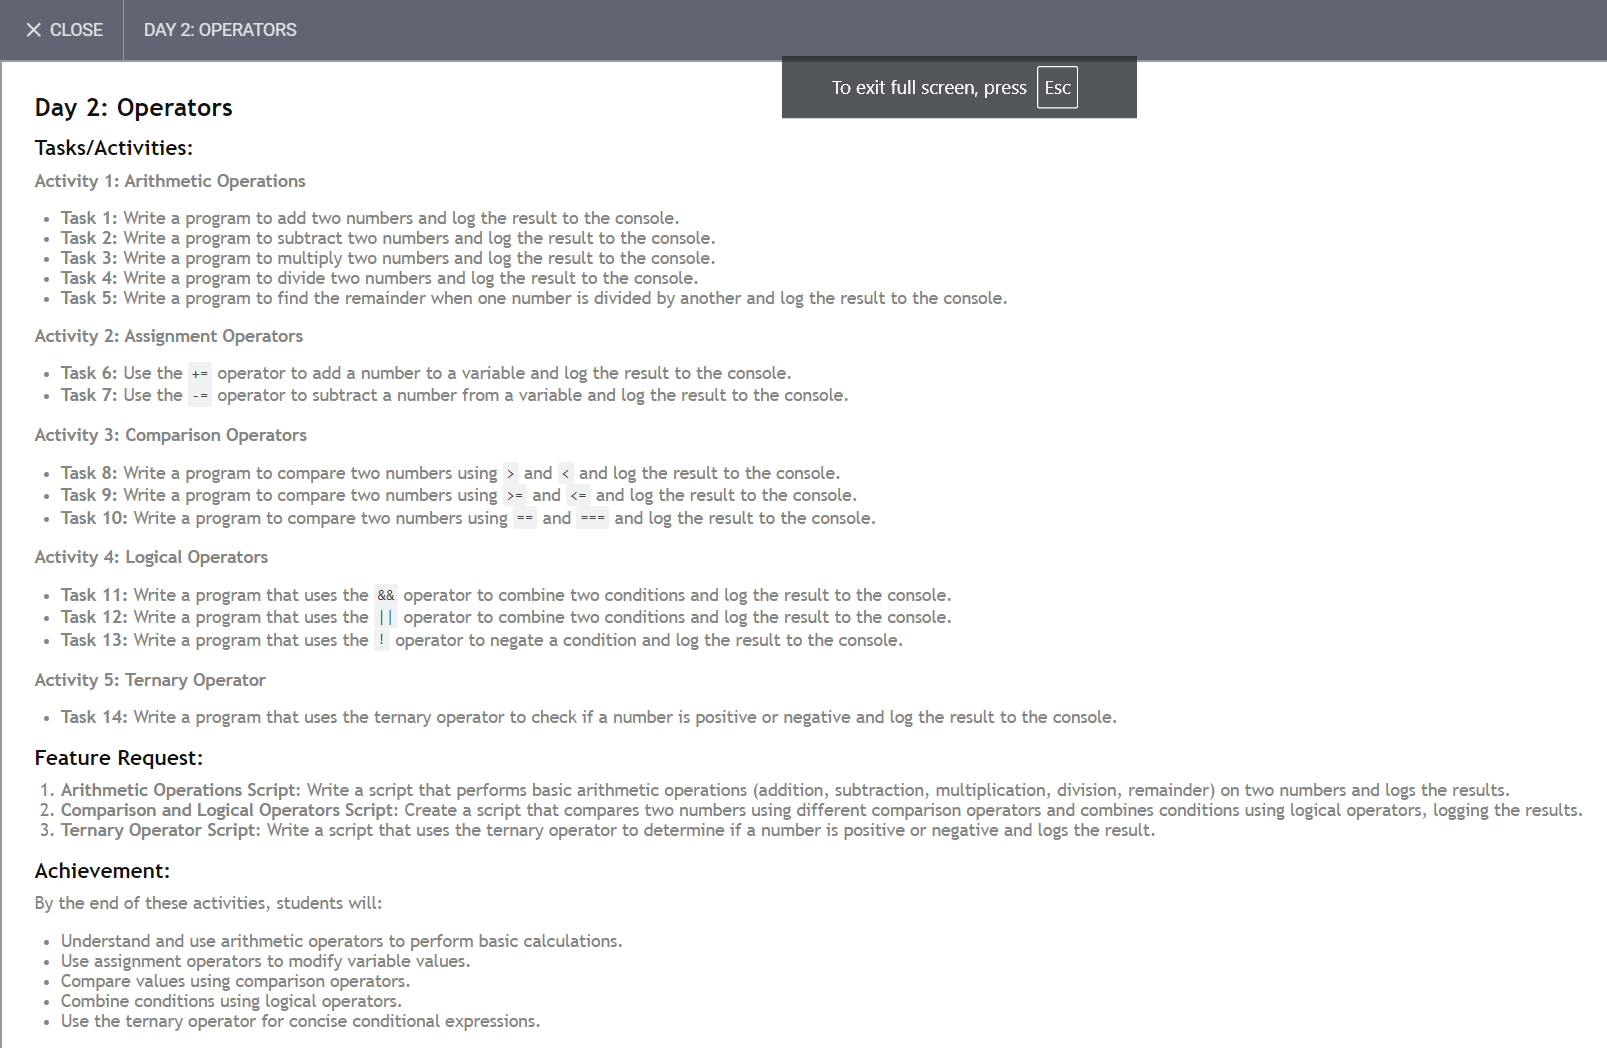 CLOSE
DAY 2: OPERATORS
To exit full screen, press Esc
Day 2: Operators
Tasks/Activities:
Activity 1: Arithmetic Operations
• Task 1: Write a program to add two numbers and log the result to the console.
• Task 2: Write a program to subtract two numbers and log the result to the console.
• Task 3: Write a program to multiply two numbers and log the result to the console.
• Task 4: Write a program to divide two numbers and log the result to the console.
• Task 5: Write a program to find the remainder when one number is divided by another and log the result to the console.
Activity 2: Assignment Operators
• Task 6: Use the += operator to add a number to a variable and log the result to the console.
• Task 7: Use the -= operator to subtract a number from a variable and log the result to the console.
Activity 3: Comparison Operators
• Task 8: Write a program to compare two numbers using > and < and log the result to the console.
• Task 9: Write a program to compare two numbers using >= and <= and log the result to the console.
• Task 10: Write a program to compare two numbers using == and === and log the result to the console.
Activity 4: Logical Operators
• Task 11: Write a program that uses the && operator to combine two conditions and log the result to the console.
• Task 12: Write a program that uses the || operator to combine two conditions and log the result to the console.
• Task 13: Write a program that uses the ! operator to negate a condition and log the result to the console.
Activity 5: Ternary Operator
• Task 14: Write a program that uses the ternary operator to check if a number is positive or negative and log the result to the console.
Feature Request:
1. Arithmetic Operations Script: Write a script that performs basic arithmetic operations (addition, subtraction, multiplication, division, remainder) on two numbers and logs the results.
2. Comparison and Logical Operators Script: Create a script that compares two numbers using different comparison operators and combines conditions using logical operators, logging the results.
3. Ternary Operator Script: Write a script that uses the ternary operator to determine if a number is positive or negative and logs the result.
Achievement:
By the end of these activities, students will:
• Understand and use arithmetic operators to perform basic calculations.
• Use assignment operators to modify variable values.
• Compare values using comparison operators.
• Combine conditions using logical operators.
• Use the ternary operator for concise conditional expressions.